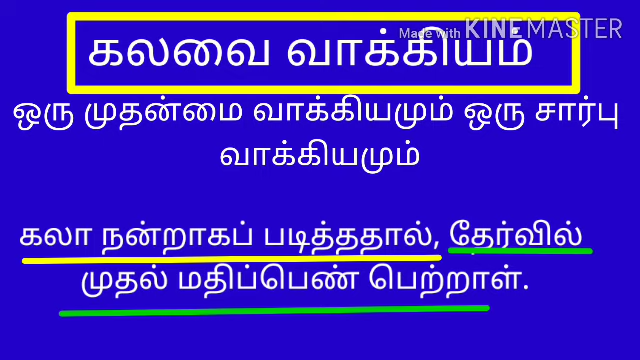 Made with KINEMASTER
கலவை வாக்கியம்
ஒரு முதன்மை வாக்கியமும் ஒரு சார்பு
வாக்கியமும்
கலா நன்றாகப் படித்ததால், தேர்வில்
முதல் மதிப்பெண் பெற்றாள்.